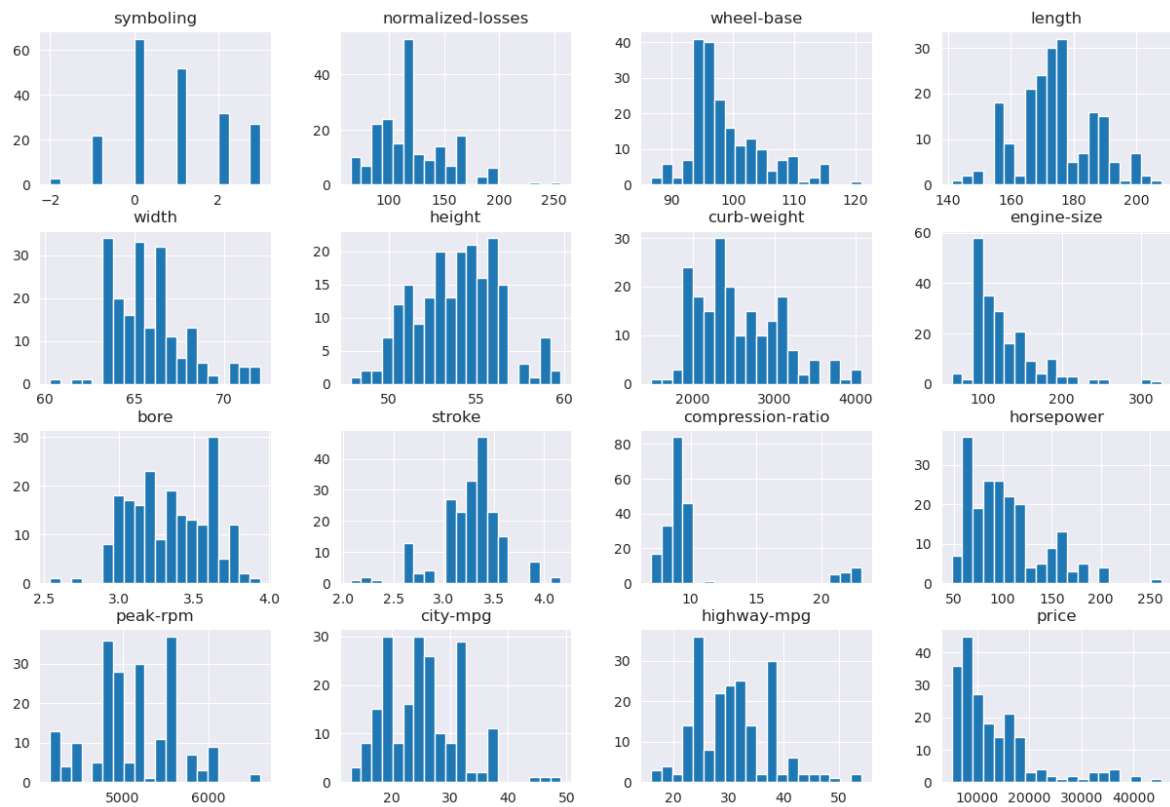 symboling normalized-losses wheel-base length
60 40 20 0
40 20 0
40 30 20 10 0
30 20 10 0
−2 0 2
100 150 200 250
90 100 110 120
140 160 180 200
width height curb-weight engine-size
30 20 10 0
20 15 10 5 0
30 20 10 0
60 40 20 0
60 65 70
50 55 60
2000 3000 4000
100 200 300
bore stroke compression-ratio horsepower
30 20 10 0
40 30 20 10 0
80 60 40 20 0
30 20 10 0
2.5 3.0 3.5 4.0
2.0 2.5 3.0 3.5 4.0
10 15 20
50 100 150 200 250
peak-rpm city-mpg highway-mpg price
30 20 10 0
30 20 10 0
30 20 10 0
40 30 20 10 0
5000 6000
20 30 40 50
20 30 40 50
10000 20000 30000 40000